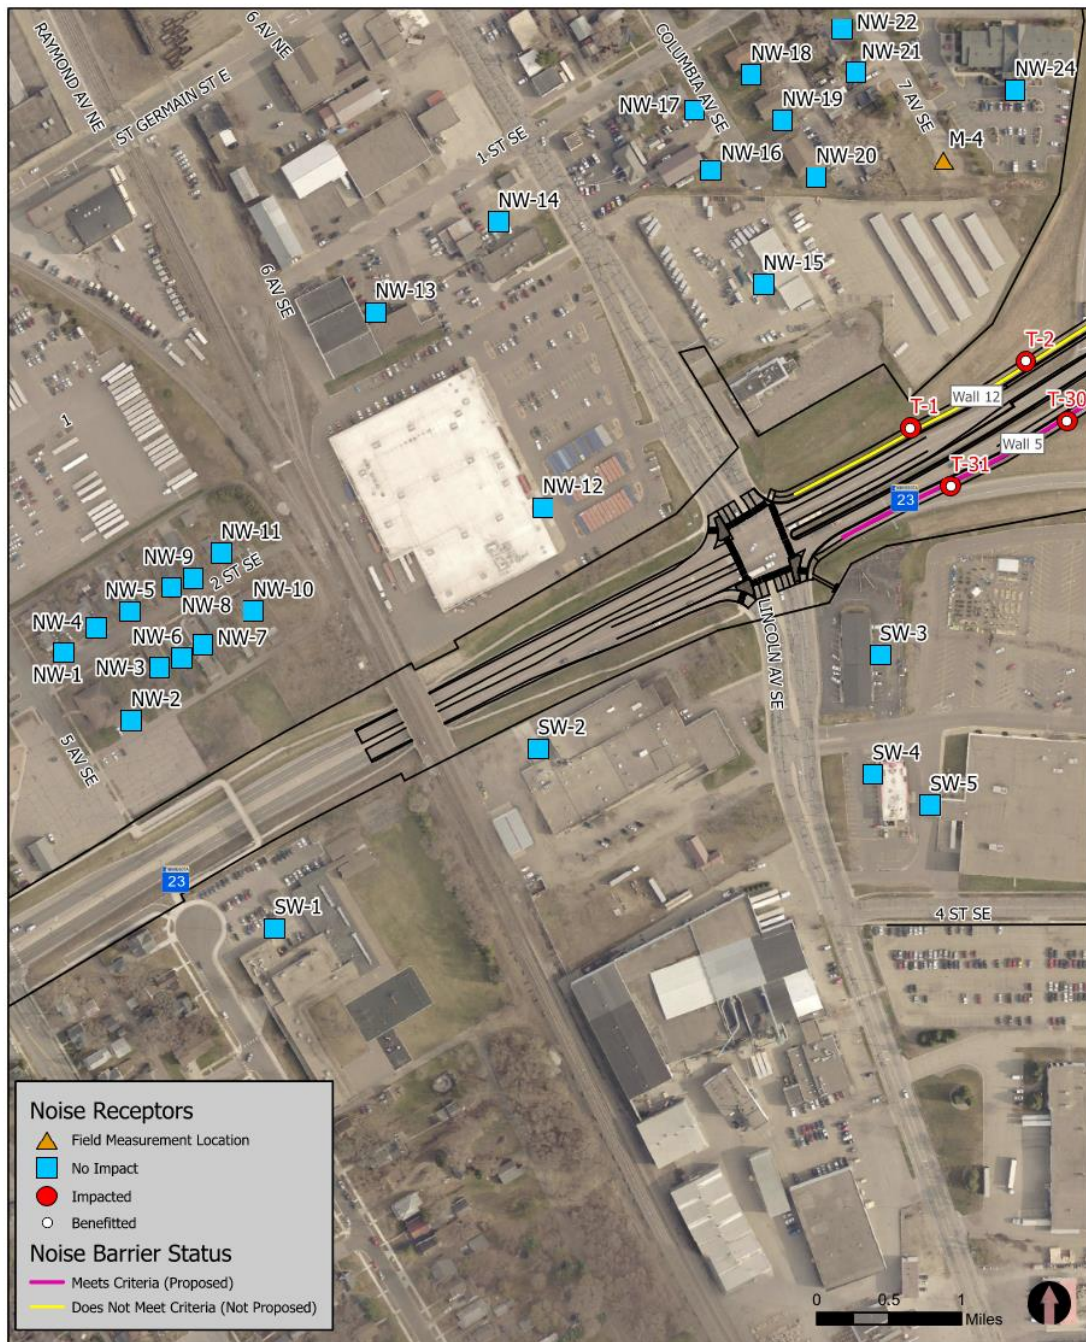 RAYMOND AV NE
6 AV NE
ST GERMAIN ST E
1 ST SE
COLUMBIA AV SE
7 AV SE
NW-22
NW-18
NW-21
NW-24
NW-17
NW-19
M-4
NW-16
NW-20
NW-14
6 AV SE
NW-15
NW-13
T-2
Wall 12
T-1
T-30
Wall 5
T-31
23
1
NW-12
NW-11
NW-9
2 ST SE
NW-5
NW-8
NW-10
NW-4
NW-6
NW-7
NW-1
NW-3
NW-2
LINCOLN AV SE
SW-3
5 AV SE
SW-2
SW-4
SW-5
23
SW-1
4 ST SE
Noise Receptors
Field Measurement Location
No Impact
Impacted
Benefitted
Noise Barrier Status
Meets Criteria (Proposed)
Does Not Meet Criteria (Not Proposed)
0 0.5 1
Miles